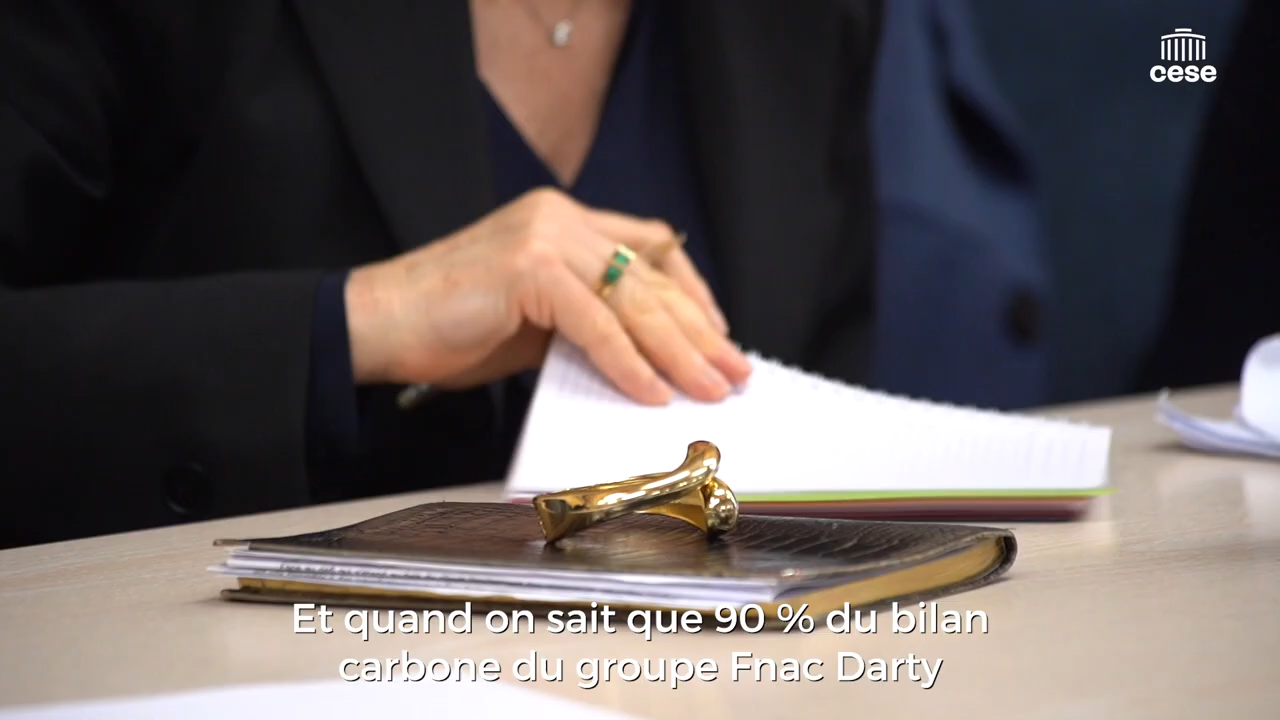 cese
Et quand on sait que 90 % du bilan
carbone du groupe Fnac Darty